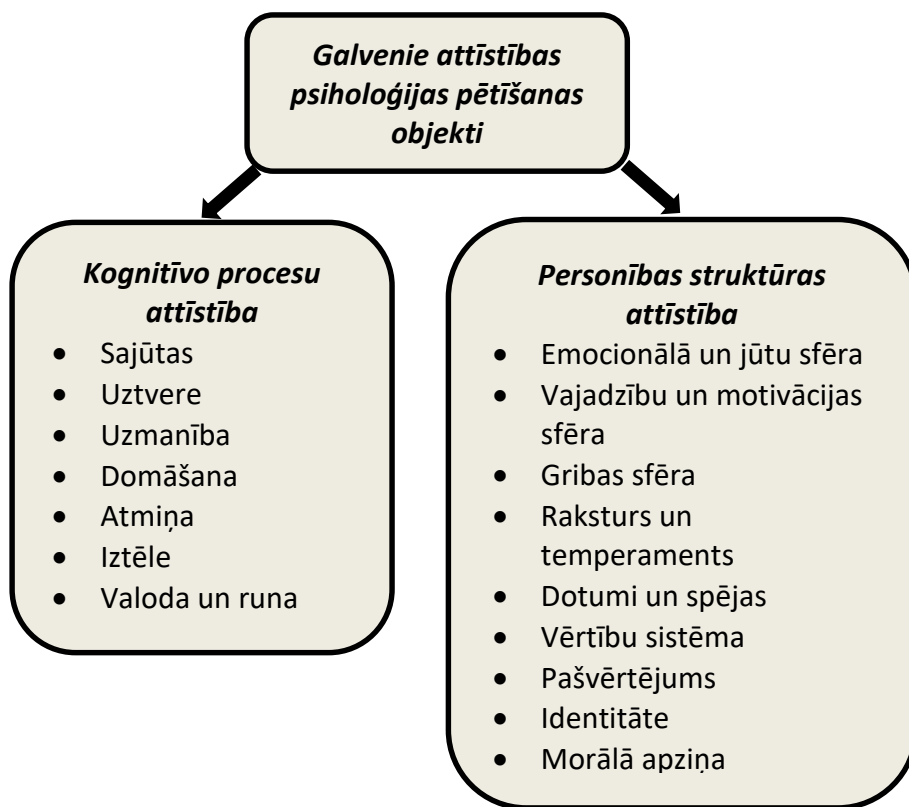 Galvenie attīstības
psiholoģijas pētīšanas
objekti
Kognitīvo procesu
attīstība
• Sajūtas
• Uztvere
• Uzmanība
• Domāšana
• Atmiņa
• Iztēle
• Valoda un runa
Personības struktūras
attīstība
• Emocionālā un jūtu sfēra
• Vajadzību un motivācijas
sfēra
• Gribas sfēra
• Raksturs un
temperaments
• Dotumi un spējas
• Vērtību sistēma
• Pašvērtējums
• Identitāte
• Morālā apziņa